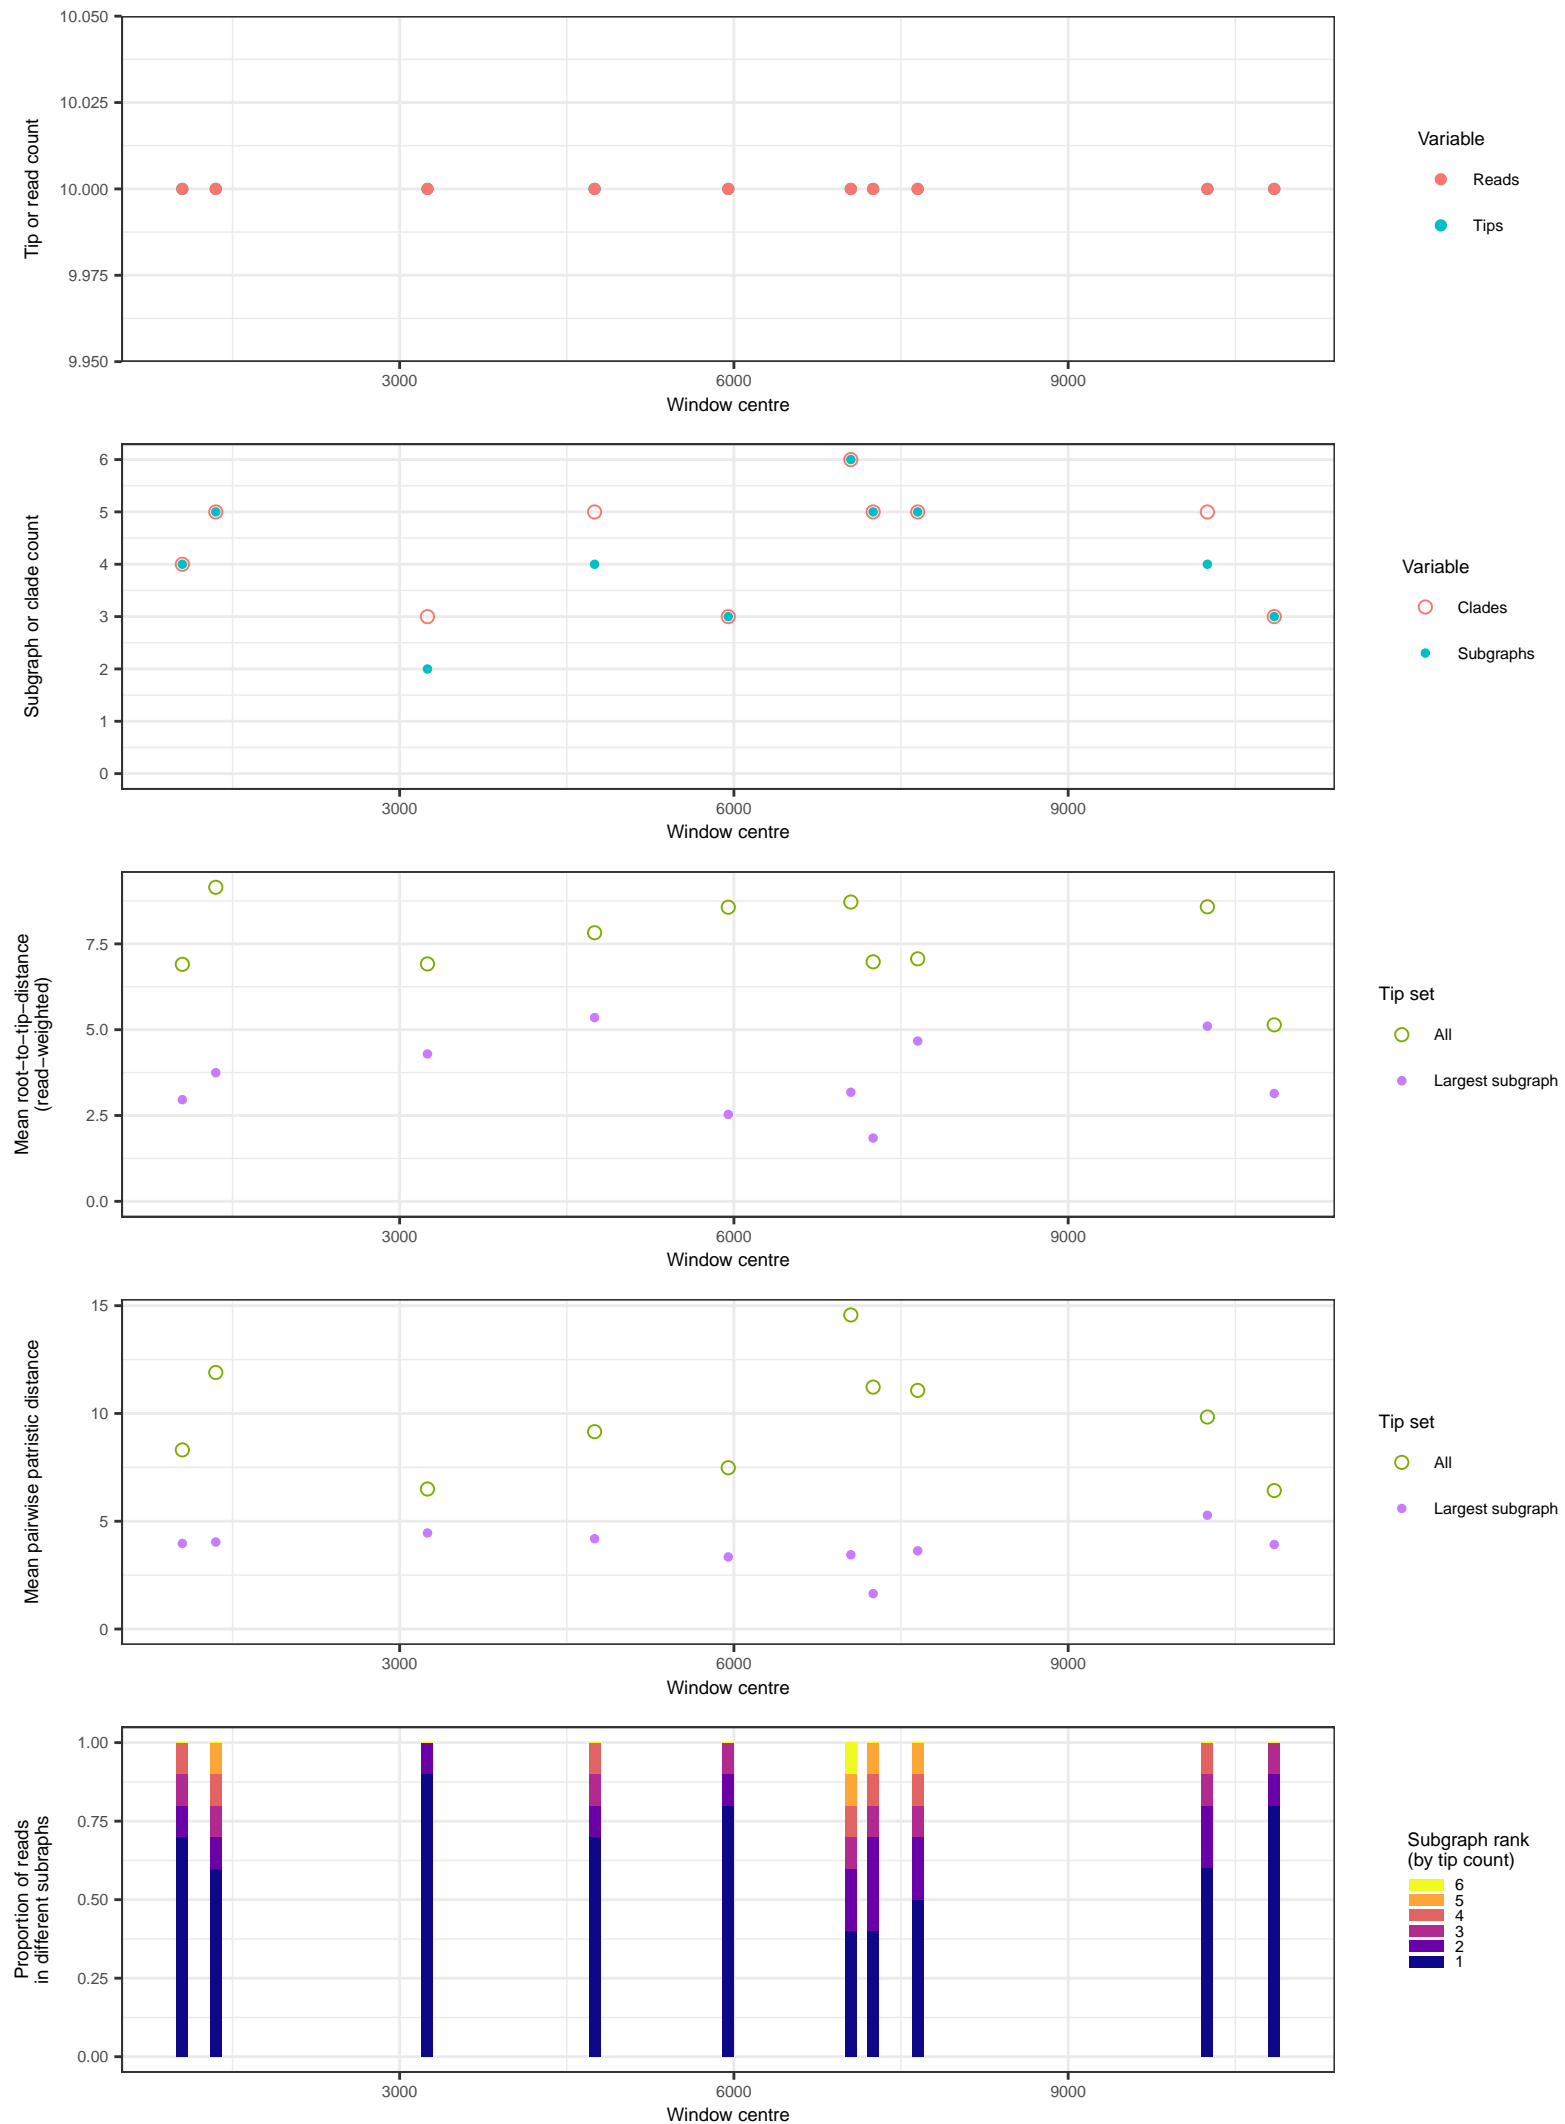 10.050
10.025
10.000
9.975
9.950
Tip or read count
3000 6000 9000
Window centre
Variable
Reads
Tips
6
5
4
3
2
1
0
Subgraph or clade count
3000 6000 9000
Window centre
Variable
Clades
Subgraphs
7.5
5.0
2.5
0.0
Mean root−to−tip−distance
(read−weighted)
3000 6000 9000
Window centre
Tip set
All
Largest subgraph
15
10
5
0
Mean pairwise patristic distance
3000 6000 9000
Window centre
Tip set
All
Largest subgraph
1.00
0.75
0.50
0.25
0.00
Proportion of reads
in different subraphs
3000 6000 9000
Window centre
Subgraph rank
(by tip count)
6
5
4
3
2
1